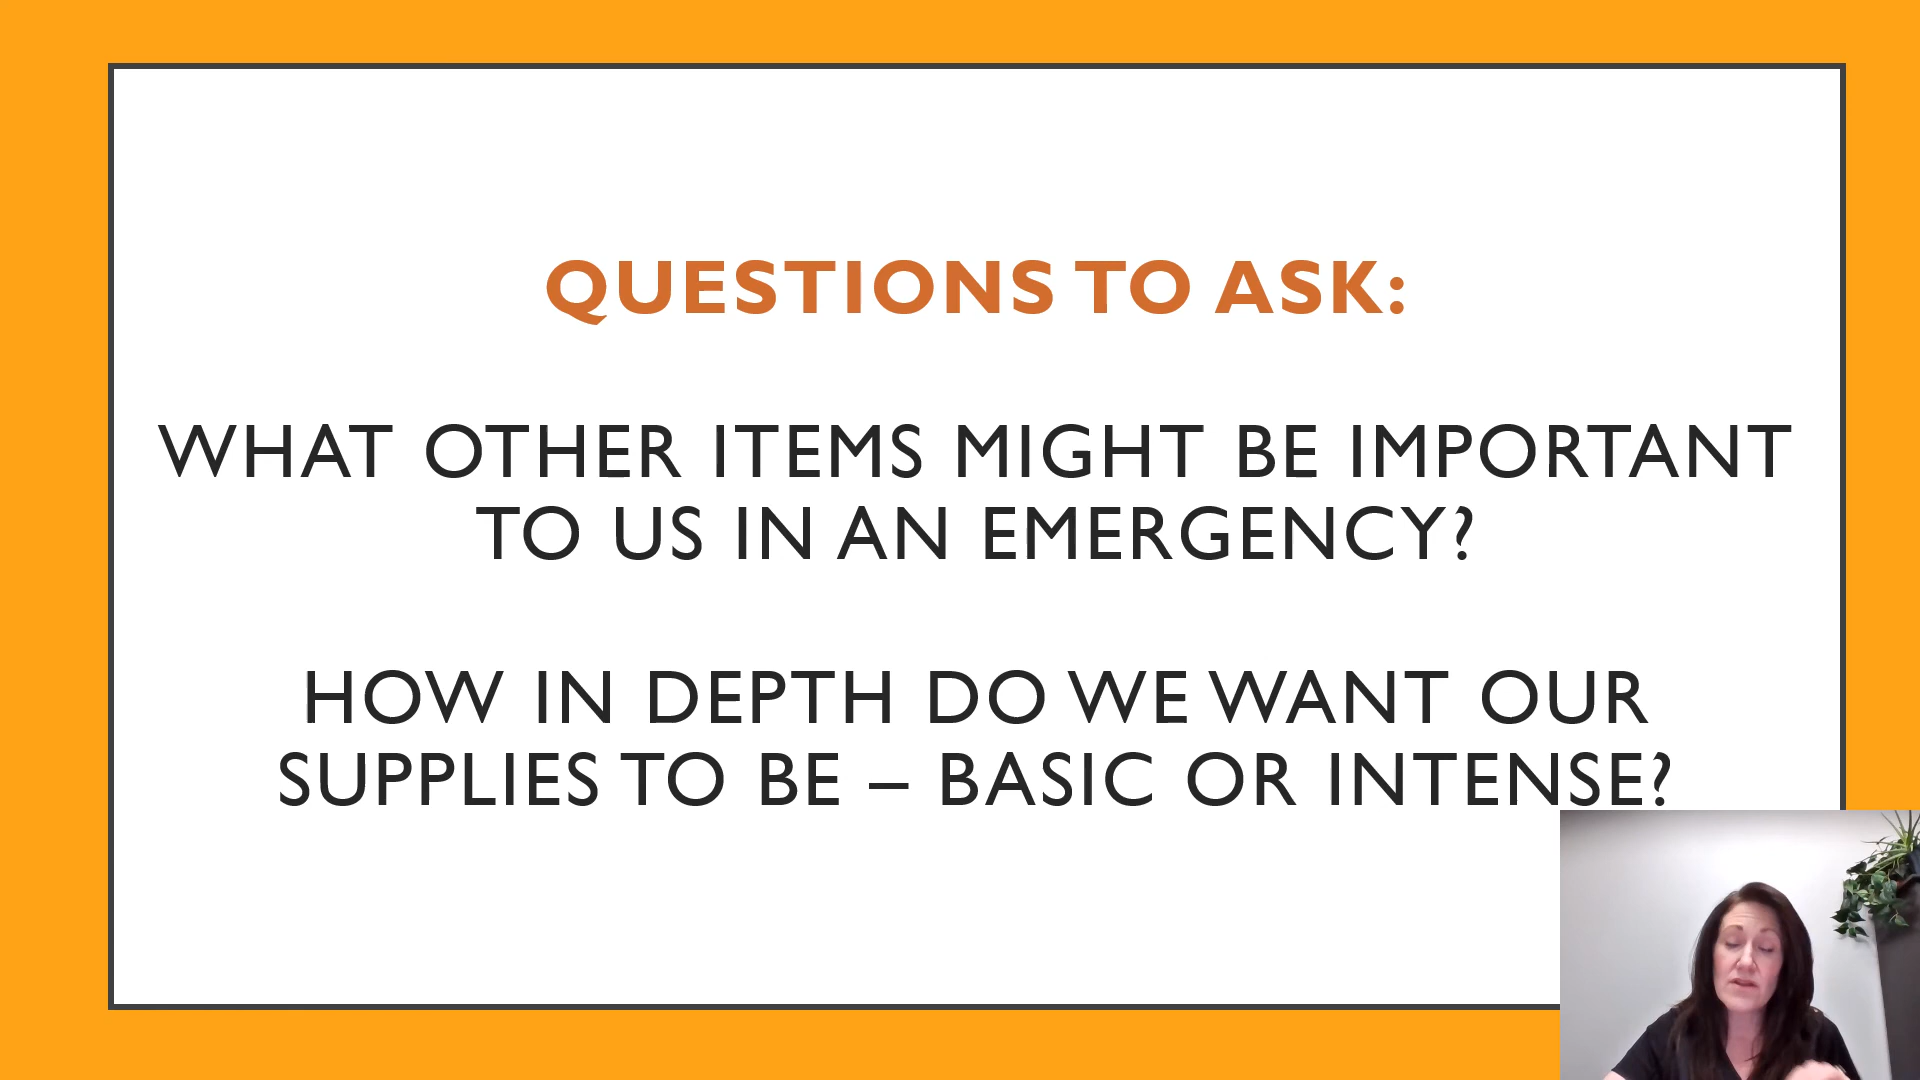 QUESTIONS TO ASK:
WHAT OTHER ITEMS MIGHT BE IMPORTANT
TO US IN AN EMERGENCY?
HOW IN DEPTH DO WE WANT OUR
SUPPLIES TO BE – BASIC OR INTENSE?